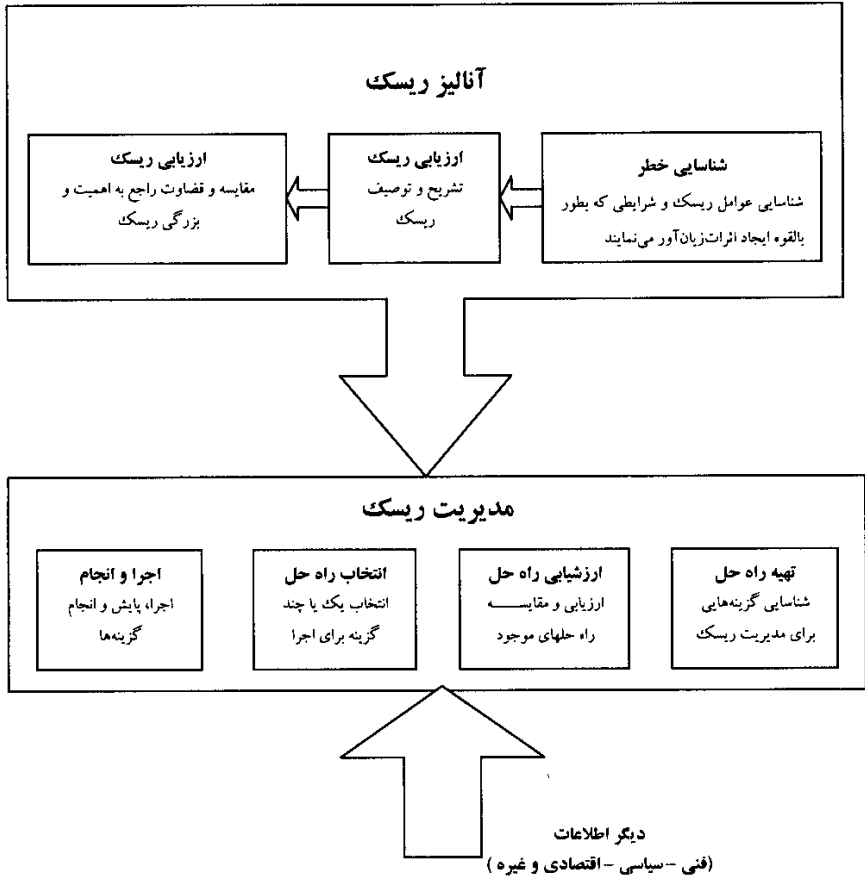 آنالیز ریسک
شناسایی خطر
شناسایی عوامل ریسک و شرایطی که بطور
بالقوه ایجاد اثرات زیان‌آور می‌نمایند
ارزیابی ریسک
تشریح و توصیف
ریسک
ارزیابی ریسک
مقایسه و قضاوت راجع به اهمیت و
بزرگی ریسک
مدیریت ریسک
تهیه راه حل
شناسایی گزینه‌هایی
برای مدیریت ریسک
ارزشیابی راه حل
ارزیابی و مقایسه
راه حلهای موجود
انتخاب راه حل
انتخاب یک یا چند
گزینه برای اجرا
اجرا و انجام
اجرا، پایش و انجام
گزینه‌ها
دیگر اطلاعات
(فنی – سیاسی – اقتصادی و غیره )